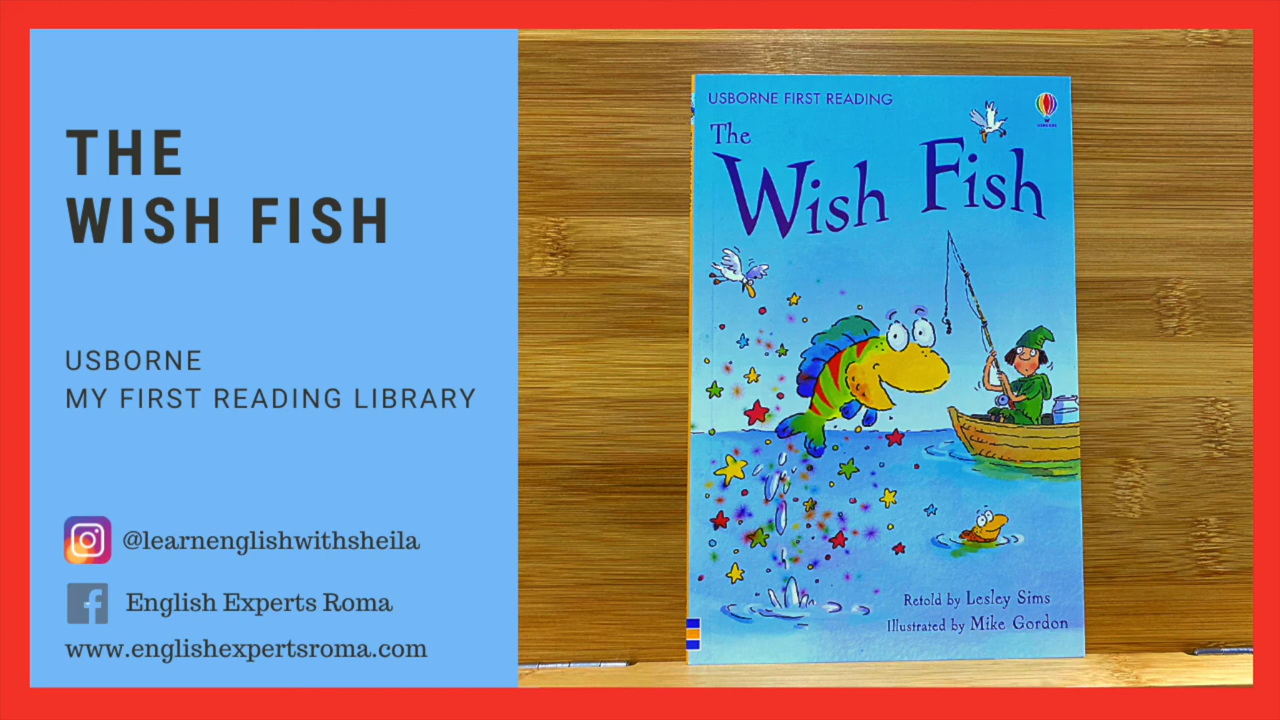 THE
WISH FISH
USBORNE
MY FIRST READING LIBRARY
@learnenglishwithsheila
English Experts Roma
www.englishexpertsroma.com
USBORNE FIRST READING
The
Wish Fish
Retold by Lesley Sims
Illustrated by Mike Gordon